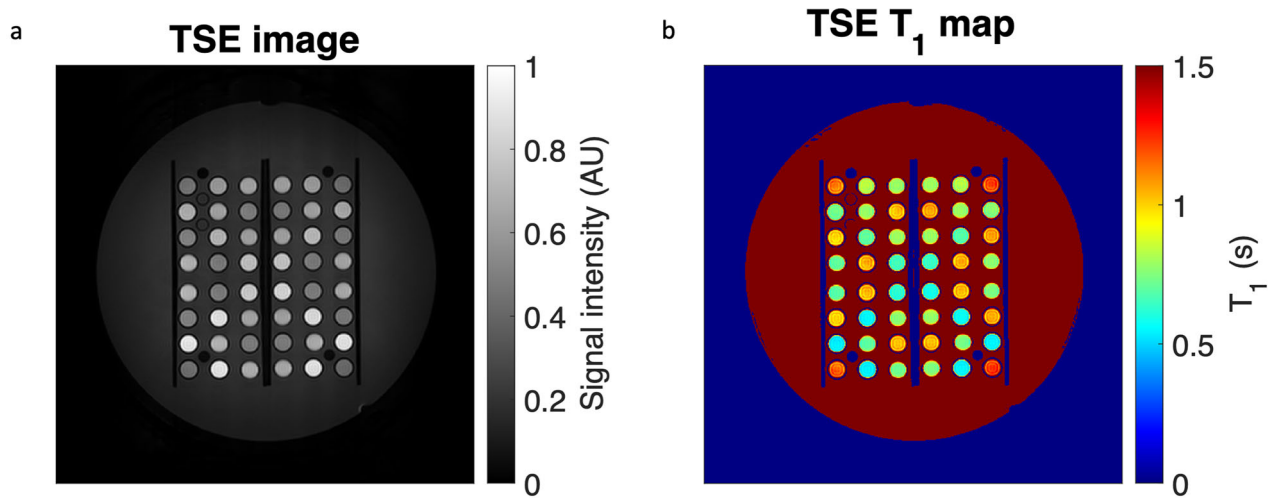 a
TSE image
1
0.8
0.6
0.4
0.2
0
Signal intensity (AU)
b
TSE T₁ map
1.5
1
0.5
0
T₁ (s)